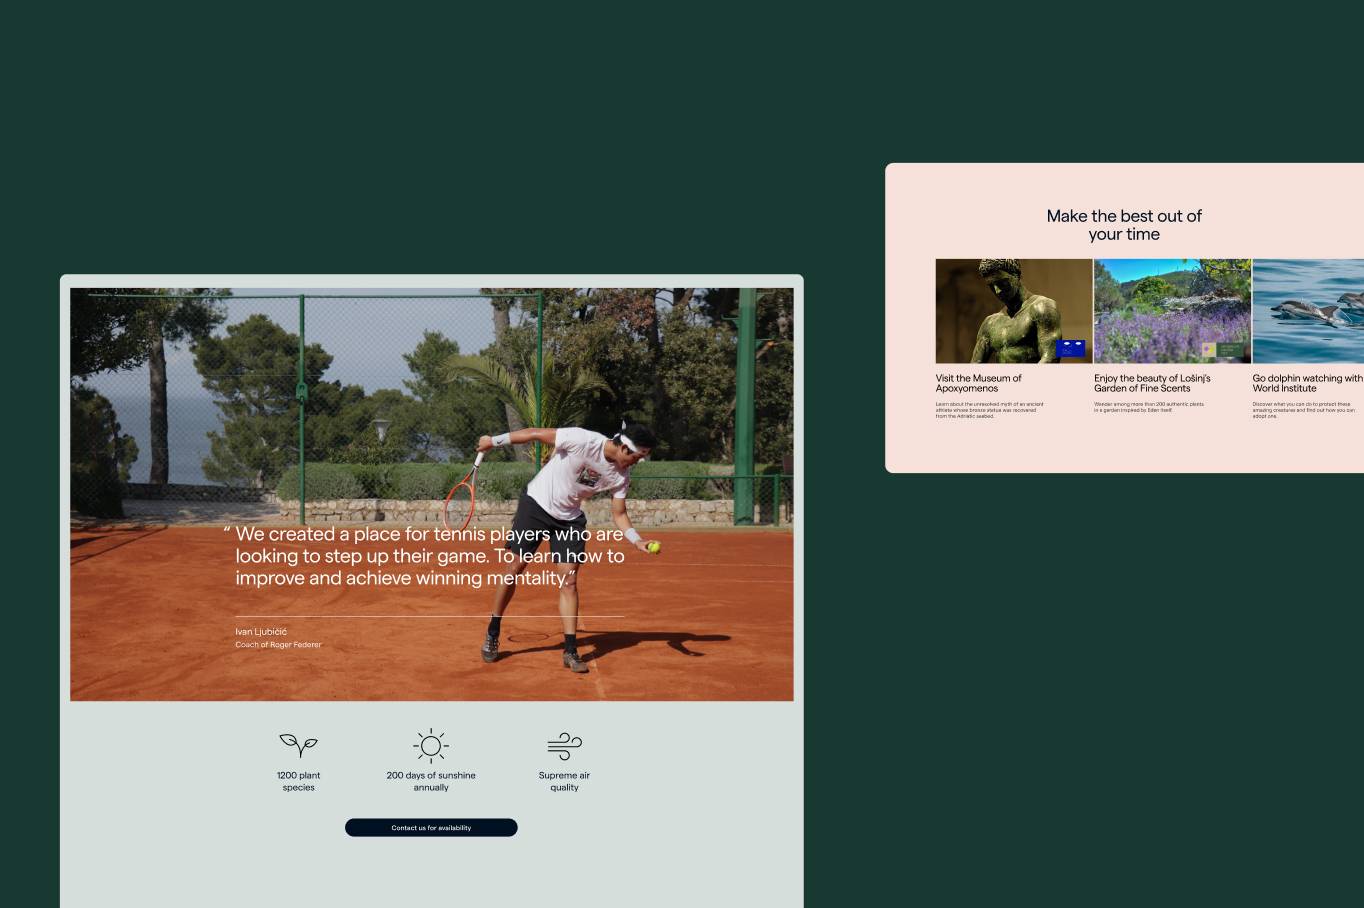 “ We created a place for tennis players who are
looking to step up their game. To learn how to
improve and achieve winning mentality.”
Ivan Ljubičić
Coach of Roger Federer
1200 plant
species
200 days of sunshine
annually
Supreme air
quality
Contact us for availability
Make the best out of
your time
Visit the Museum of
Apoxyomenos
Learn about the unresolved myth of an ancient
athlete whose bronze statue was recovered
from the Adriatic seabed.
Enjoy the beauty of Lošinj’s
Garden of Fine Scents
Wander among more than 200 authentic plants
in a garden inspired by Eden itself.
Go dolphin watching with
World Institute
Discover what you can do to protect these
amazing creatures and find out how you can
adopt one.